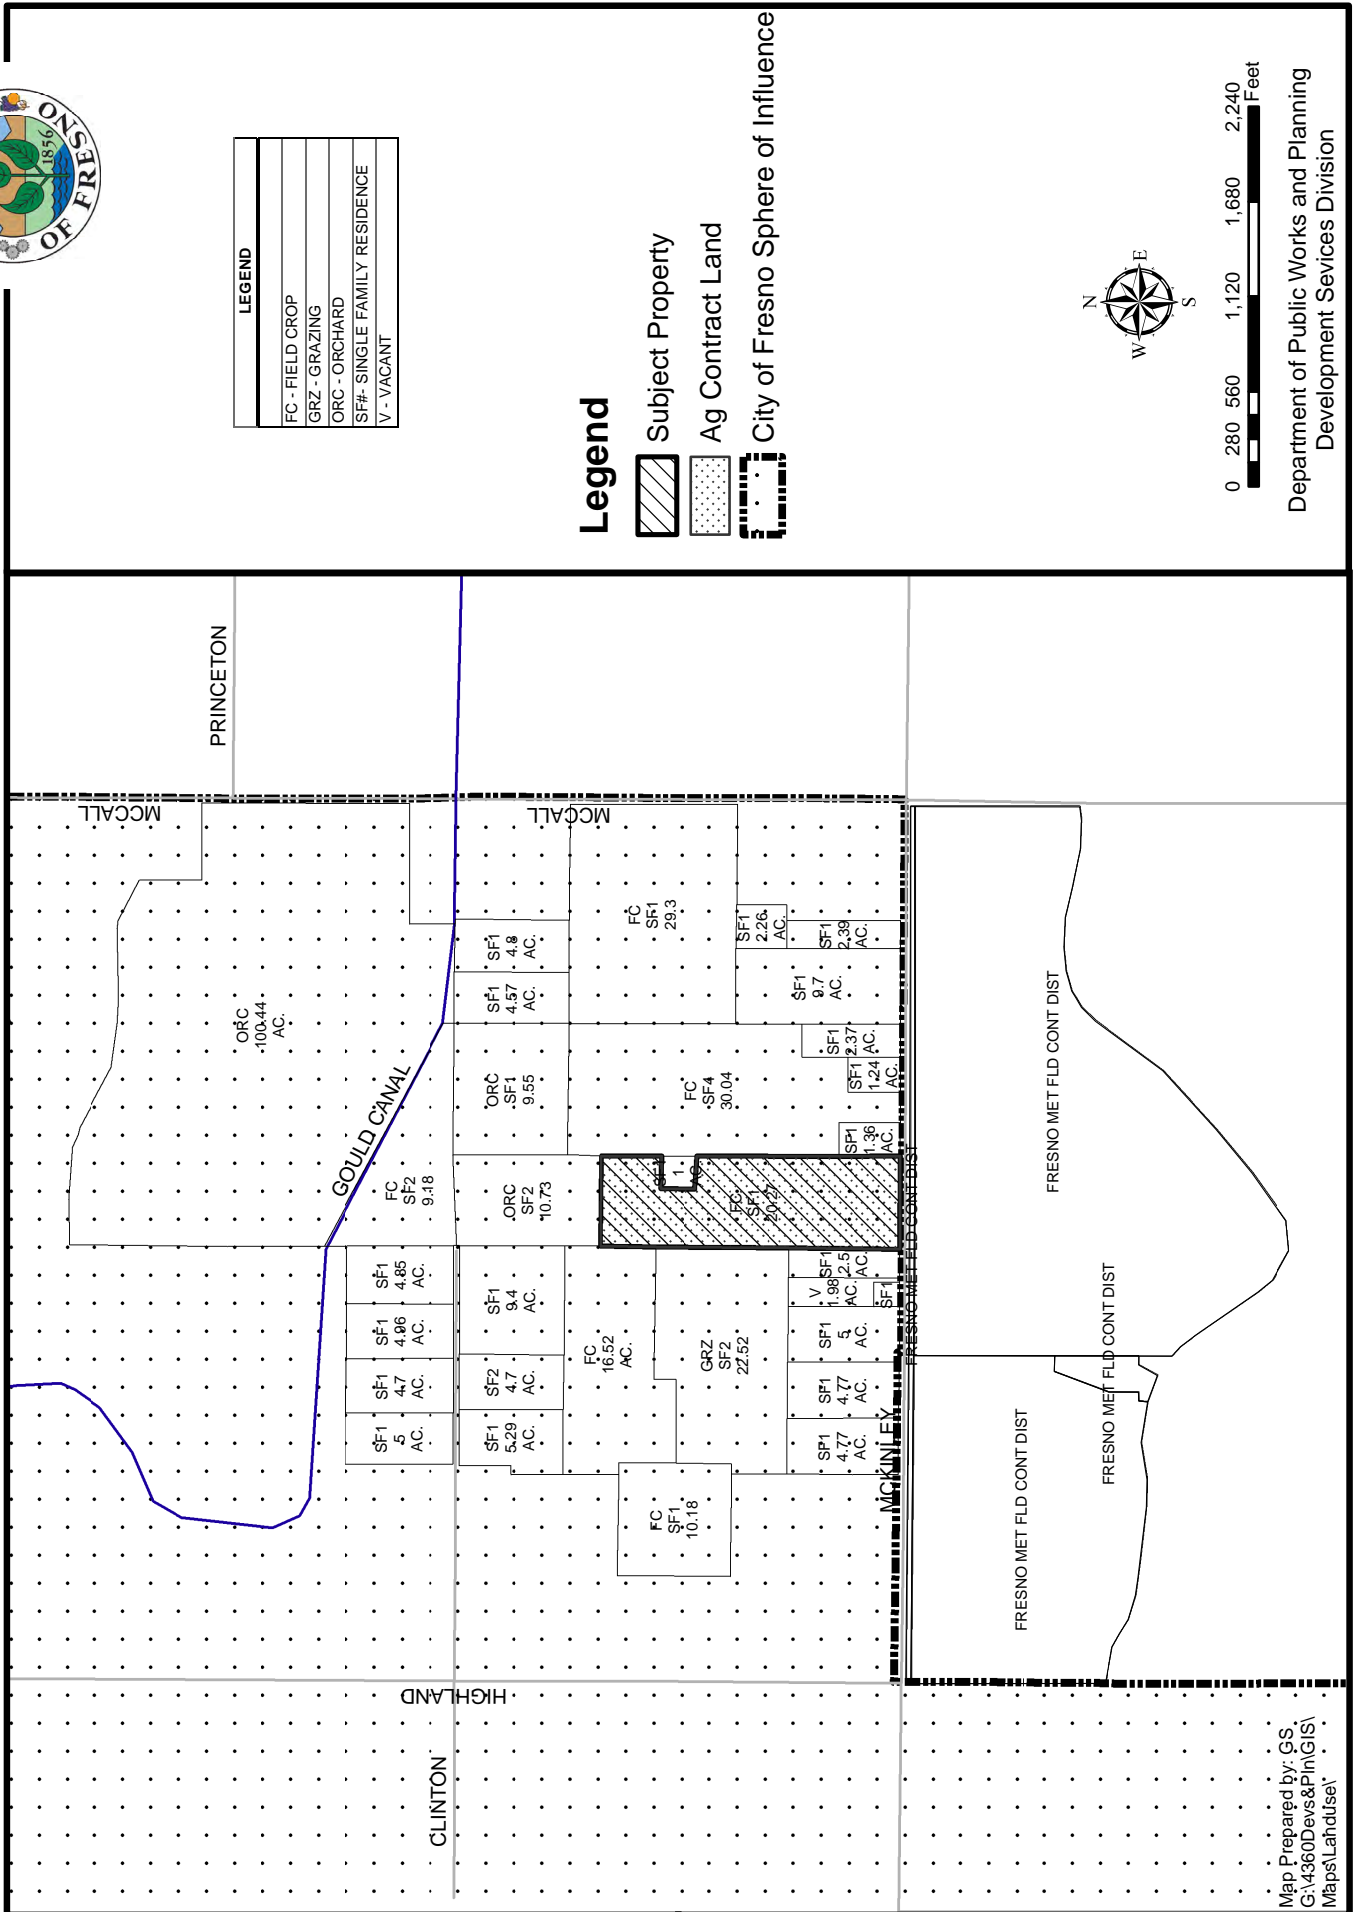 OF FRESNO
1856
LEGEND
FC - FIELD CROP
GRZ - GRAZING
ORC - ORCHARD
SF#- SINGLE FAMILY RESIDENCE
V - VACANT
Legend
Subject Property
Ag Contract Land
City of Fresno Sphere of Influence
N
W
E
S
0 280 560 1,120 1,680 2,240
Feet
Department of Public Works and Planning
Development Sevices Division
PRINCETON
MCCALL
MCCALL
GOULD CANAL
HIGHLAND
CLINTON
MCKINLEY
ORC
100.44
AC.
FC
SF2
9.18
SF1
4.85
AC.
SF1
4.96
AC.
SF1
4.7
AC.
SF1
5
AC.
SF1
4.8
AC.
SF1
4.57
AC.
ORC
SF1
9.55
ORC
SF2
10.73
SF1
9.4
AC.
SF2
4.7
AC.
SF1
5.29
AC.
FC
SF1
29.3
FC
SF4
30.04
SF1
1
AC.
FC
SF1
20.27
FC
16.52
AC.
GRZ
SF2
22.52
FC
SF1
10.18
SF1
2.26
AC.
SF1
2.39
AC.
SF1
9.7
AC.
SF1
2.37
AC.
SF1
1.24
AC.
SF1
1.36
AC.
SF1
2.5
AC.
V
1.98
AC.
SF1
SF1
5
AC.
SF1
4.77
AC.
SF1
4.77
AC.
FRESNO MET FLD CONT DIST
FRESNO MET FLD CONT DIST
FRESNO MET FLD CONT DIST
FRESNO MET FLD CONT DIST
Map Prepared by: GS
G:\4360Devs&Pln\GIS\
Maps\Landuse\